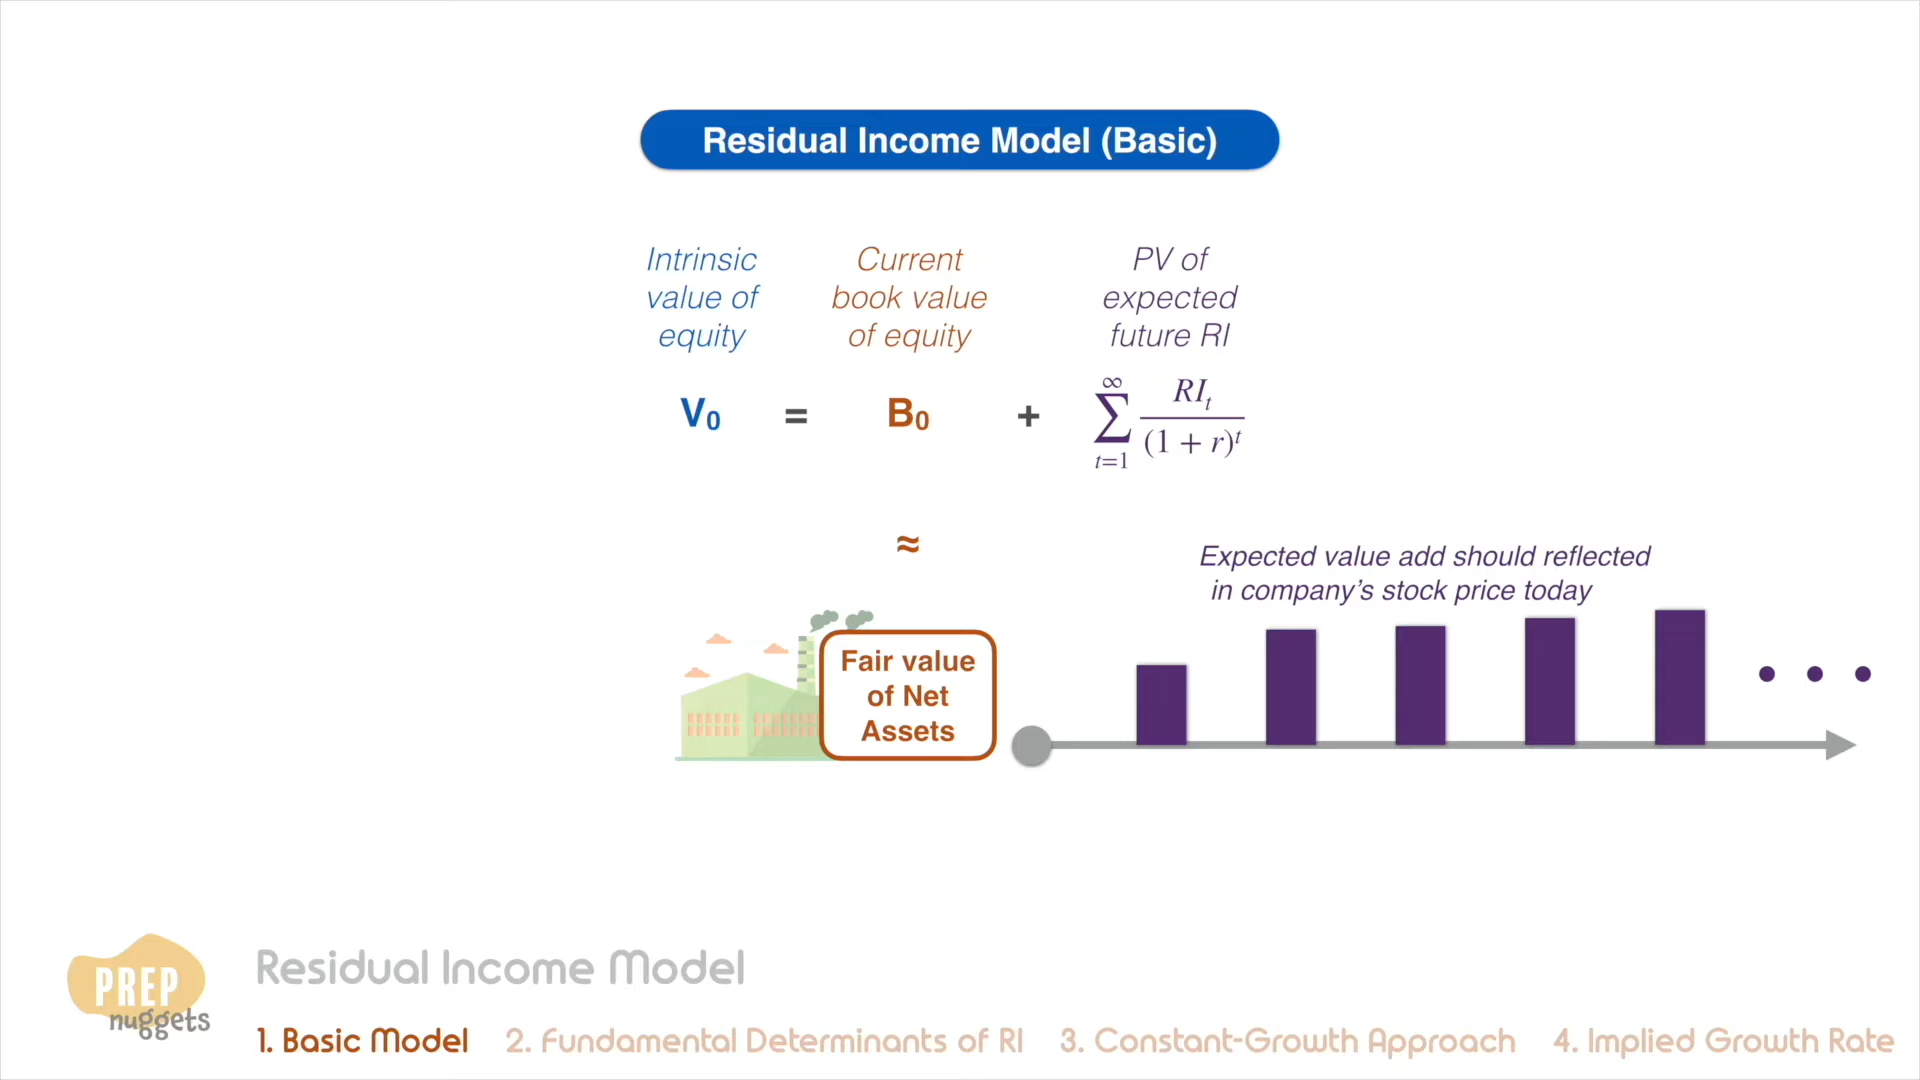 Residual Income Model (Basic)
Intrinsic
value of
equity
Current
book value
of equity
PV of
expected
future RI
V₀ = B₀ + ∞ ∑ t=1 RIₜ / (1 + r)ᵗ
≈
Expected value add should reflected
in company's stock price today
Fair value
of Net
Assets
PREP
nuggets
Residual Income Model
1. Basic Model 2. Fundamental Determinants of RI 3. Constant-Growth Approach 4. Implied Growth Rate